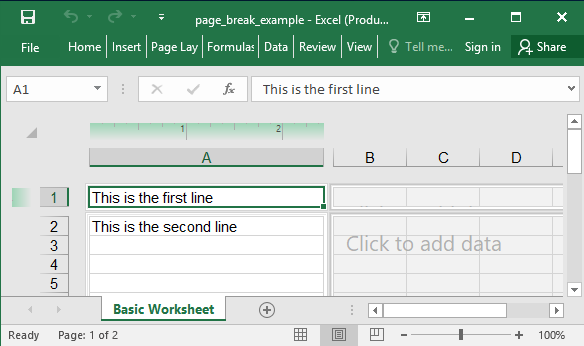 page_break_example - Excel (Produ...
File Home Insert Page Lay Formulas Data Review View Tell me... Sign in Share
A1 fx This is the first line
1 2
A B C D
1 This is the first line
2 This is the second line
3 Click to add data
4
5
Basic Worksheet
Ready Page: 1 of 2 100%